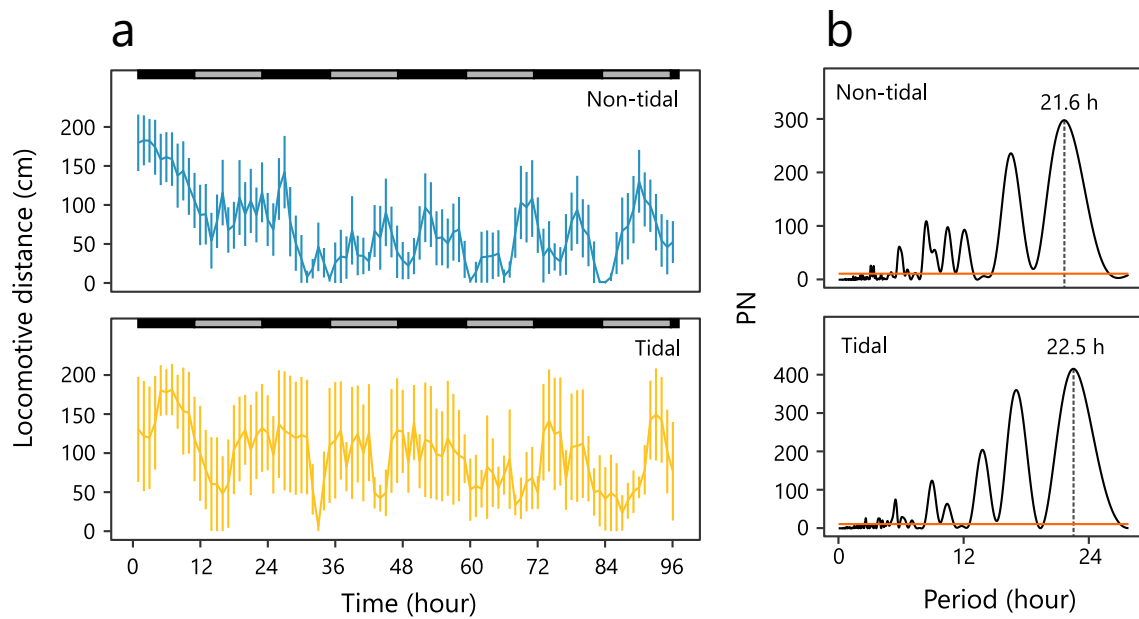 a
Non-tidal
200
150
100
50
0
Tidal
200
150
100
50
0
0 12 24 36 48 60 72 84 96
Time (hour)
Locomotive distance (cm)
b
Non-tidal
21.6 h
300
200
100
0
Tidal
22.5 h
400
300
200
100
0
0 12 24
Period (hour)
PN